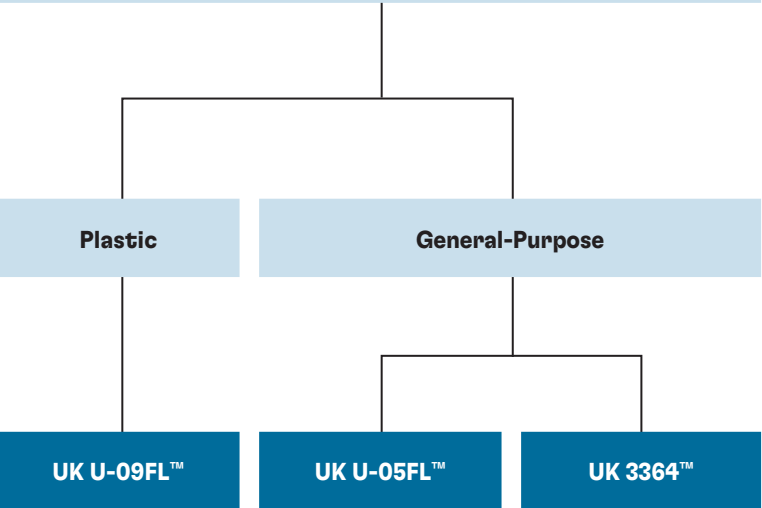 Plastic
General-Purpose
UK U-09FL™
UK U-05FL™
UK 3364™